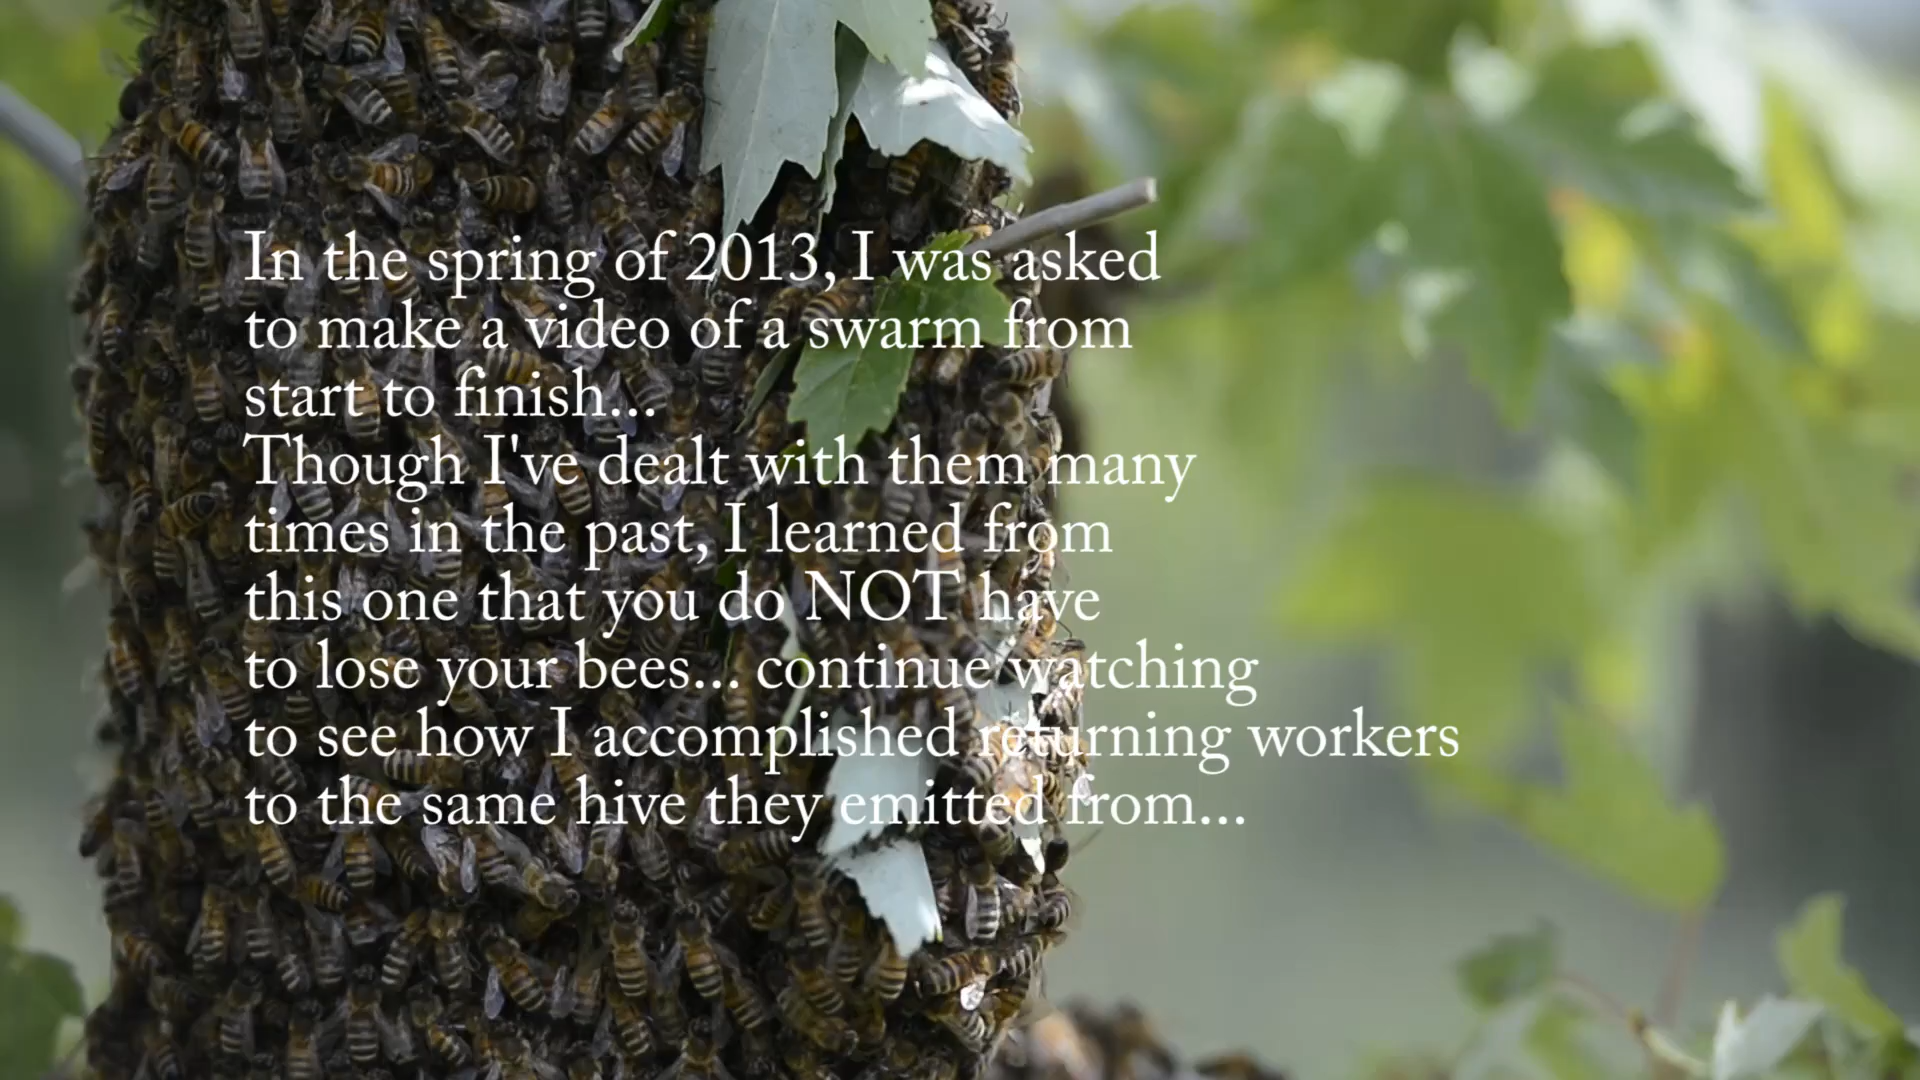 In the spring of 2013, I was asked
to make a video of a swarm from
start to finish...
Though I've dealt with them many
times in the past, I learned from
this one that you do NOT have
to lose your bees... continue watching
to see how I accomplished returning workers
to the same hive they emitted from...